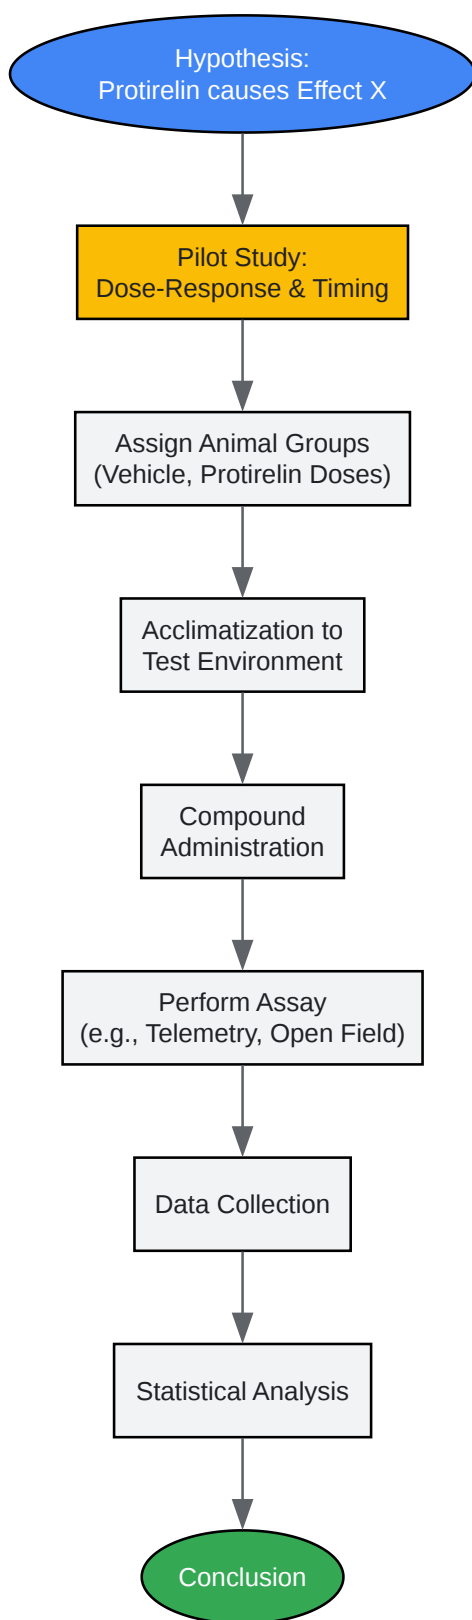 Hypothesis:
Protirelin causes Effect X
Pilot Study:
Dose-Response & Timing
Assign Animal Groups
(Vehicle, Protirelin Doses)
Acclimatization to
Test Environment
Compound
Administration
Perform Assay
(e.g., Telemetry, Open Field)
Data Collection
Statistical Analysis
Conclusion